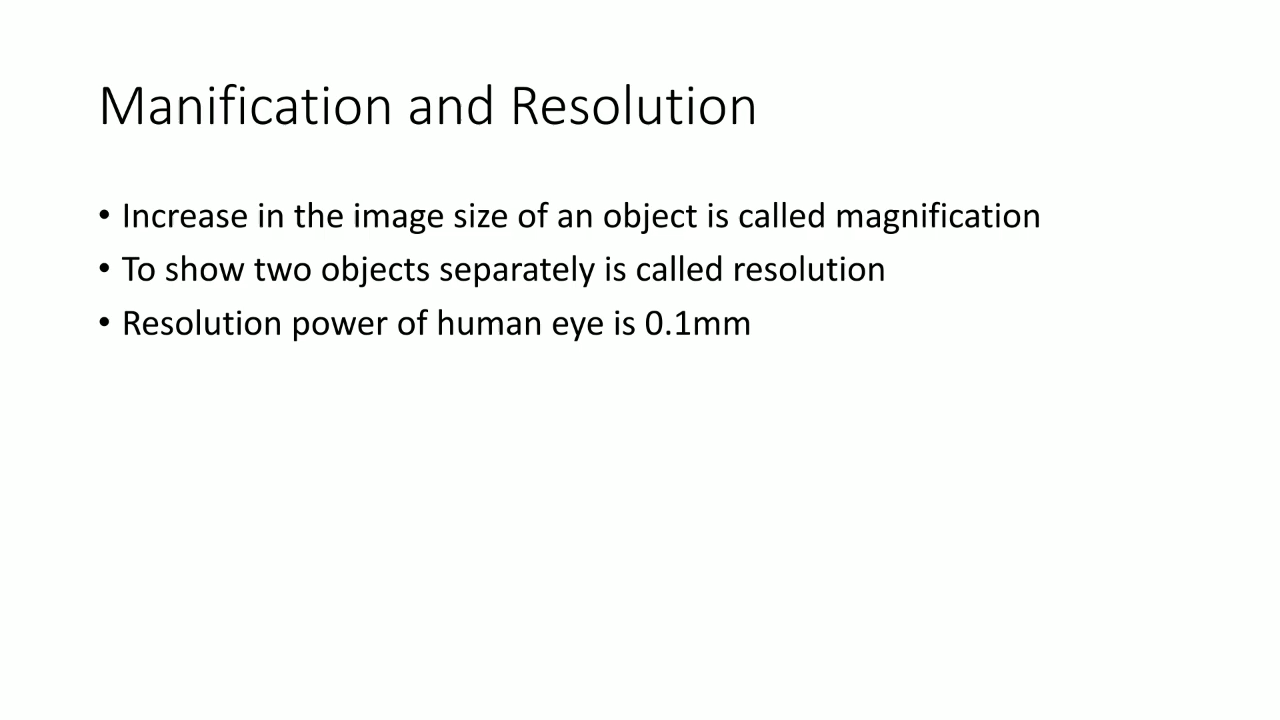 Manification and Resolution
• Increase in the image size of an object is called magnification
• To show two objects separately is called resolution
• Resolution power of human eye is 0.1mm